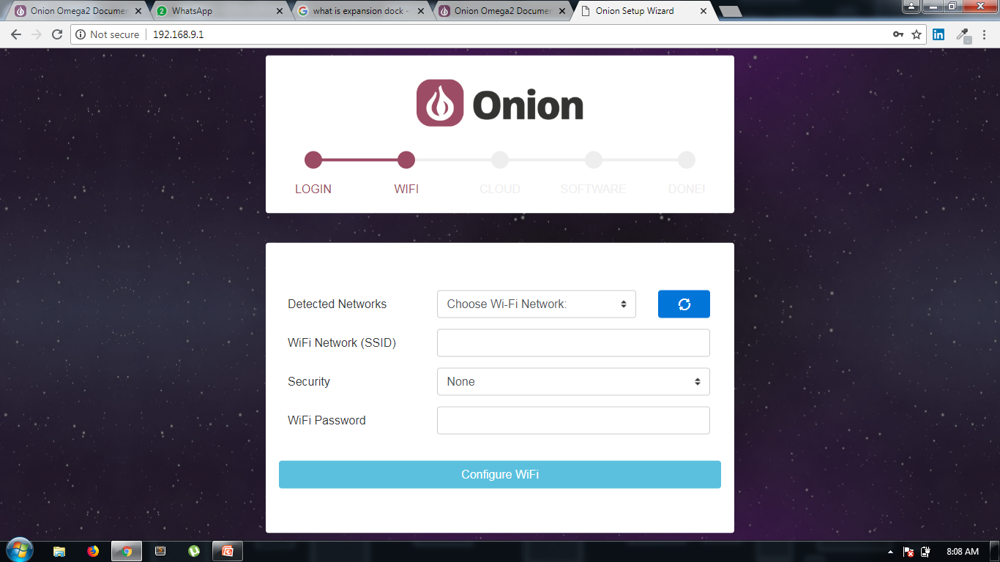 Onion Omega2 Documen
WhatsApp
what is expansion dock -
Onion Omega2 Documen
Onion Setup Wizard
Not secure
192.168.9.1
Onion
LOGIN
WIFI
CLOUD
SOFTWARE
DONE!
Detected Networks
Choose Wi-Fi Network:
WiFi Network (SSID)
Security
None
WiFi Password
Configure WiFi
8:08 AM